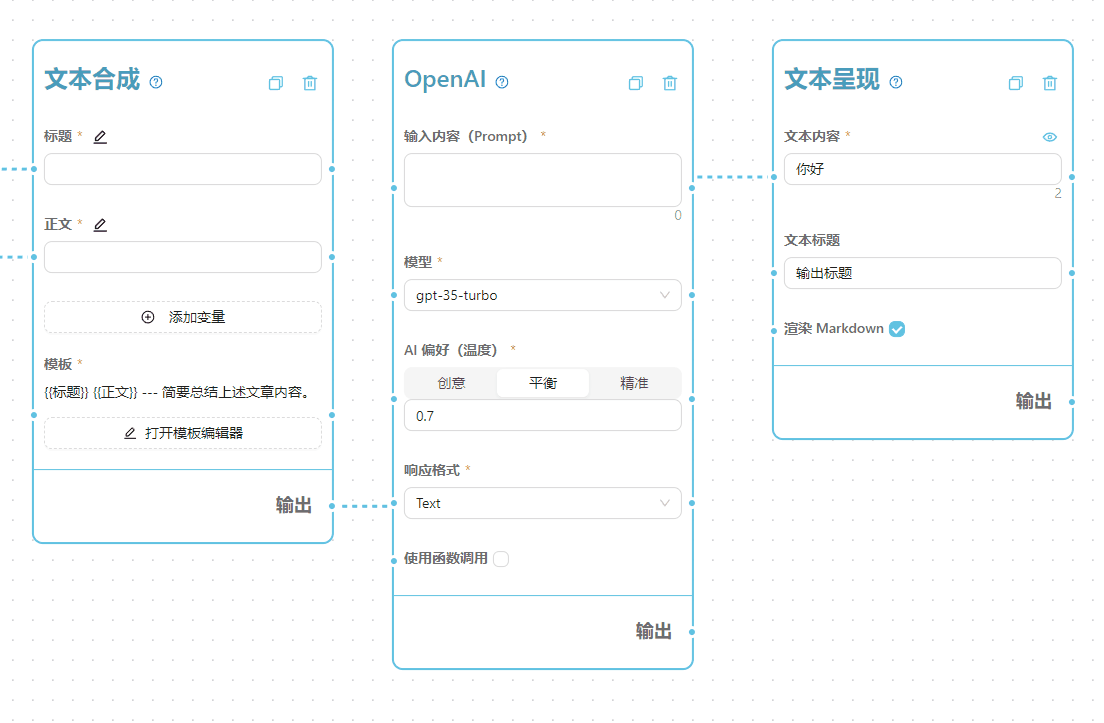 文本合成
标题 *
正文 *
添加变量
模板 *
{{标题}} {{正文}} --- 简要总结上述文章内容。
打开模板编辑器
输出
OpenAI
输入内容（Prompt） *
0
模型 *
gpt-35-turbo
AI 偏好（温度） *
创意 平衡 精准
0.7
响应格式 *
Text
使用函数调用
输出
文本呈现
文本内容 *
你好
2
文本标题
输出标题
渲染 Markdown
输出